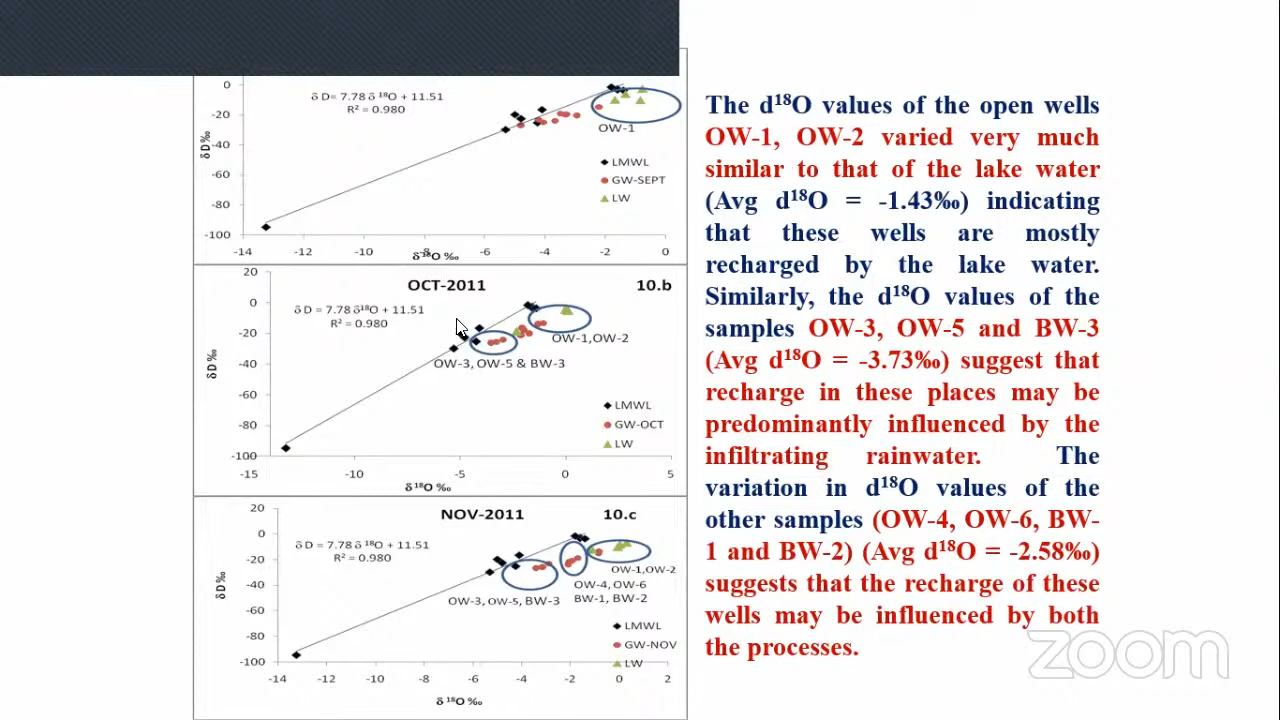 0
-20
-40
-60
-80
-100
δ D ‰
δ D= 7.78 δ ¹⁸O + 11.51
R² = 0.980
OW-1
LMWL
GW-SEPT
LW
-14 -12 -10 -8 -6 -4 -2 0
δ ¹⁸O ‰
20
0
-20
-40
-60
-80
-100
δ D ‰
OCT-2011 10.b
δ D = 7.78 δ¹⁸O + 11.51
R² = 0.980
OW-1,OW-2
OW-3, OW-5 & BW-3
LMWL
GW-OCT
LW
-15 -10 -5 0 5
δ ¹⁸O ‰
20
0
-20
-40
-60
-80
-100
δ D ‰
NOV-2011 10.c
δ D = 7.78 δ ¹⁸O + 11.51
R² = 0.980
OW-1,OW-2
OW-4, OW-6
BW-1, BW-2
OW-3, OW-5, BW-3
LMWL
GW-NOV
LW
-14 -12 -10 -8 -6 -4 -2 0 2
δ ¹⁸O ‰
The d¹⁸O values of the open wells
OW-1, OW-2 varied very much
similar to that of the lake water
(Avg d¹⁸O = -1.43‰) indicating
that these wells are mostly
recharged by the lake water.
Similarly, the d¹⁸O values of the
samples OW-3, OW-5 and BW-3
(Avg d¹⁸O = -3.73‰) suggest that
recharge in these places may be
predominantly influenced by the
infiltrating rainwater. The
variation in d¹⁸O values of the
other samples (OW-4, OW-6, BW-
1 and BW-2) (Avg d¹⁸O = -2.58‰)
suggests that the recharge of these
wells may be influenced by both
the processes.
zoom